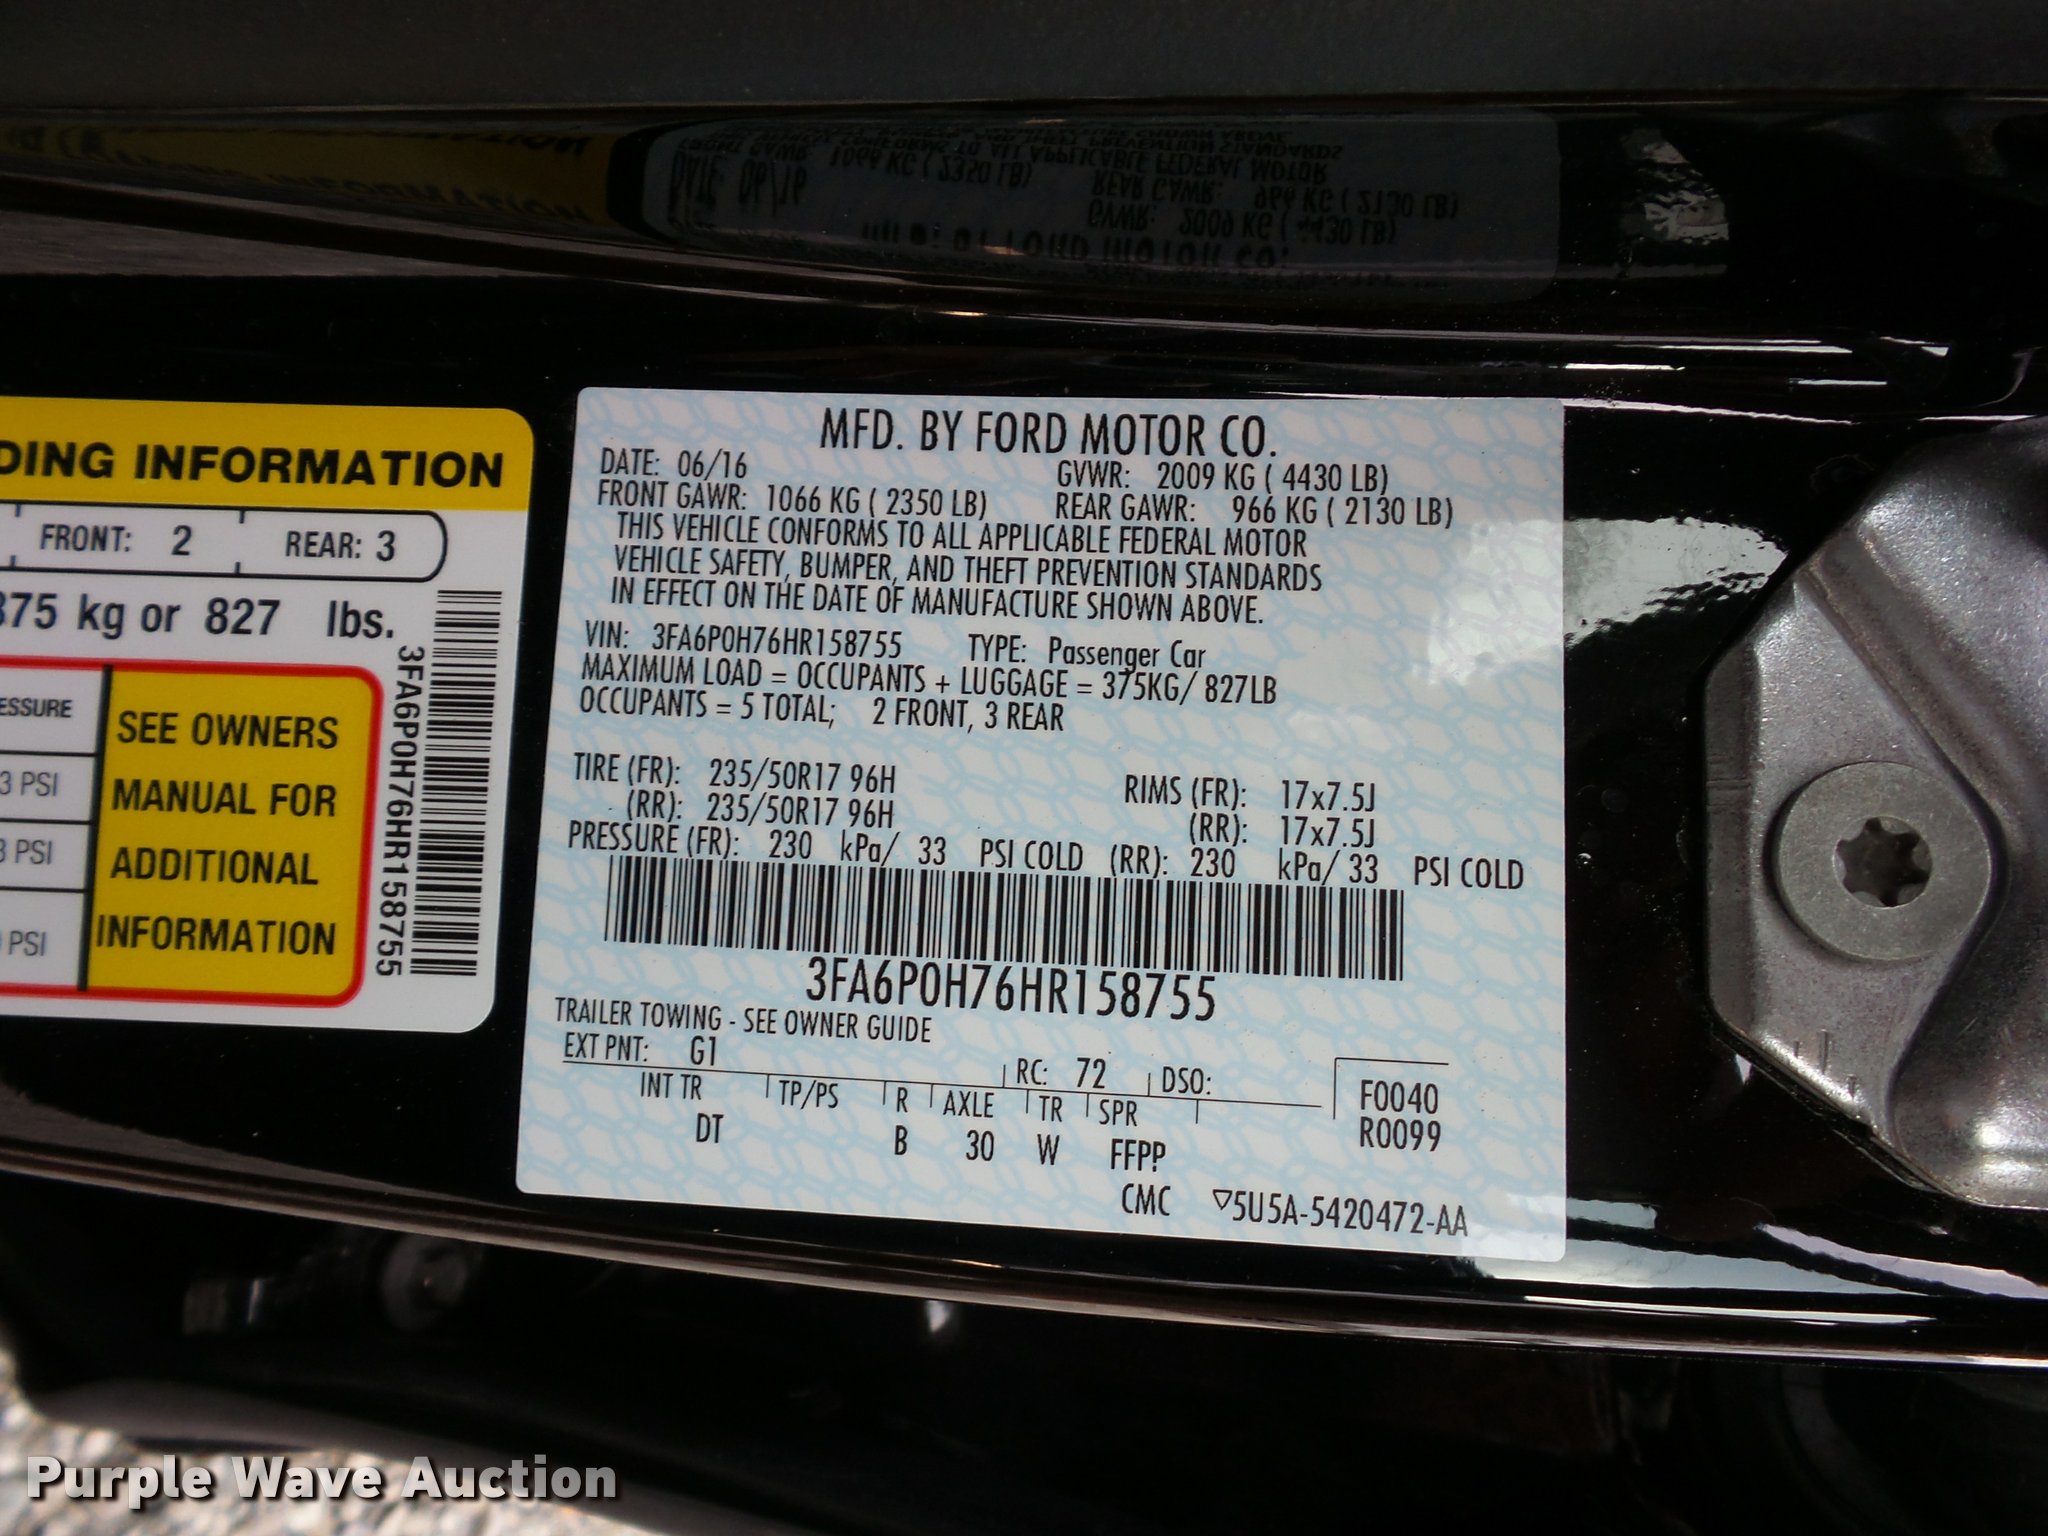 DING INFORMATION
FRONT: 2 REAR: 3
375 kg or 827 lbs.
ESSURE
3 PSI
3 PSI
PSI
SEE OWNERS
MANUAL FOR
ADDITIONAL
INFORMATION
3FA6P0H76HR158755
MFD. BY FORD MOTOR CO.
DATE: 06/16 GVWR: 2009 KG ( 4430 LB)
FRONT GAWR: 1066 KG ( 2350 LB) REAR GAWR: 966 KG ( 2130 LB)
THIS VEHICLE CONFORMS TO ALL APPLICABLE FEDERAL MOTOR
VEHICLE SAFETY, BUMPER, AND THEFT PREVENTION STANDARDS
IN EFFECT ON THE DATE OF MANUFACTURE SHOWN ABOVE.
VIN: 3FA6P0H76HR158755 TYPE: Passenger Car
MAXIMUM LOAD = OCCUPANTS + LUGGAGE = 375KG/ 827LB
OCCUPANTS = 5 TOTAL; 2 FRONT, 3 REAR
TIRE (FR): 235/50R17 96H RIMS (FR): 17x7.5J
(RR): 235/50R17 96H (RR): 17x7.5J
PRESSURE (FR): 230 kPa/ 33 PSI COLD (RR): 230 kPa/ 33 PSI COLD
3FA6P0H76HR158755
TRAILER TOWING - SEE OWNER GUIDE
EXT PNT: G1 RC: 72 DSO:
INT TR TP/PS R AXLE TR SPR F0040
DT B 30 W FFPP R0099
CMC ▽5U5A-5420472-AA
Purple Wave Auction